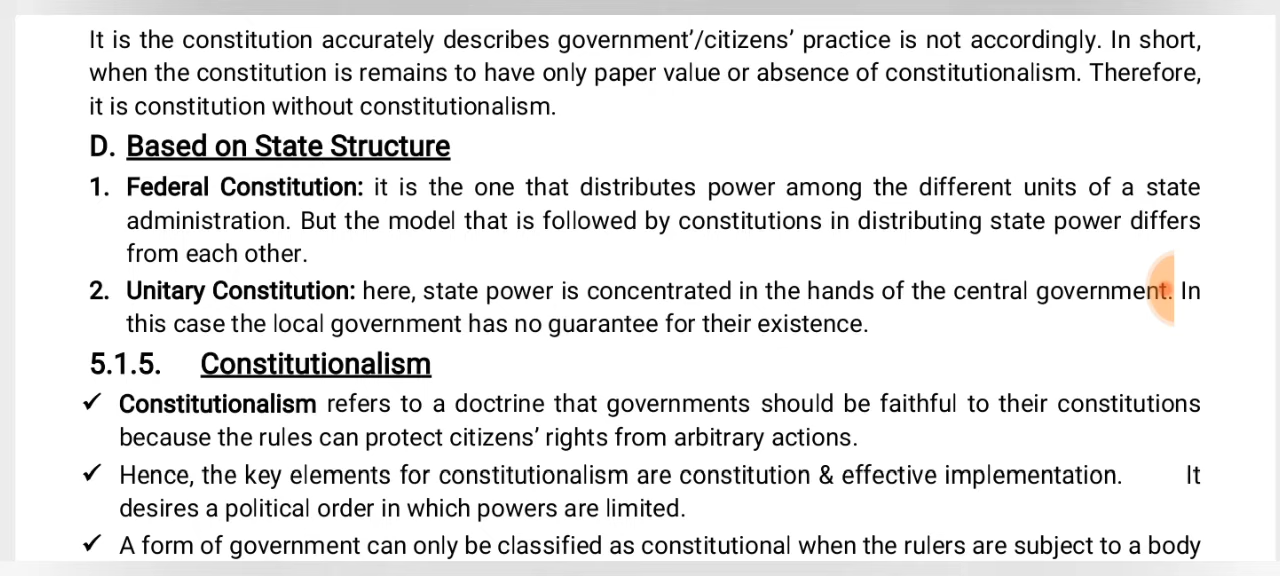 It is the constitution accurately describes government’/citizens’ practice is not accordingly. In short,
when the constitution is remains to have only paper value or absence of constitutionalism. Therefore,
it is constitution without constitutionalism.
D. Based on State Structure
1. Federal Constitution: it is the one that distributes power among the different units of a state
administration. But the model that is followed by constitutions in distributing state power differs
from each other.
2. Unitary Constitution: here, state power is concentrated in the hands of the central government. In
this case the local government has no guarantee for their existence.
5.1.5. Constitutionalism
✓ Constitutionalism refers to a doctrine that governments should be faithful to their constitutions
because the rules can protect citizens’ rights from arbitrary actions.
✓ Hence, the key elements for constitutionalism are constitution & effective implementation. It
desires a political order in which powers are limited.
✓ A form of government can only be classified as constitutional when the rulers are subject to a body